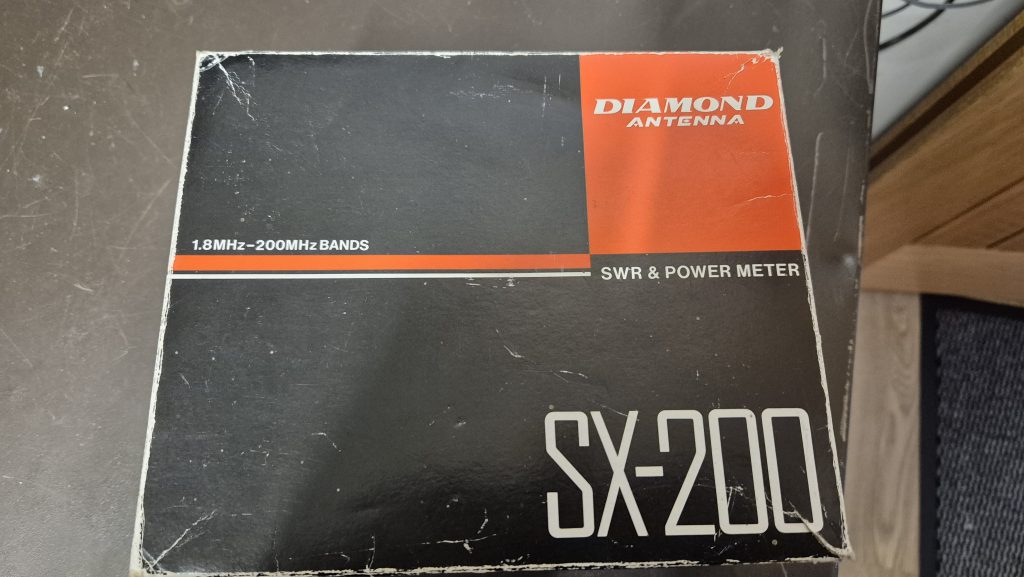 DIAMOND
ANTENNA
1.8MHz-200MHz BANDS
SWR & POWER METER
SX-200